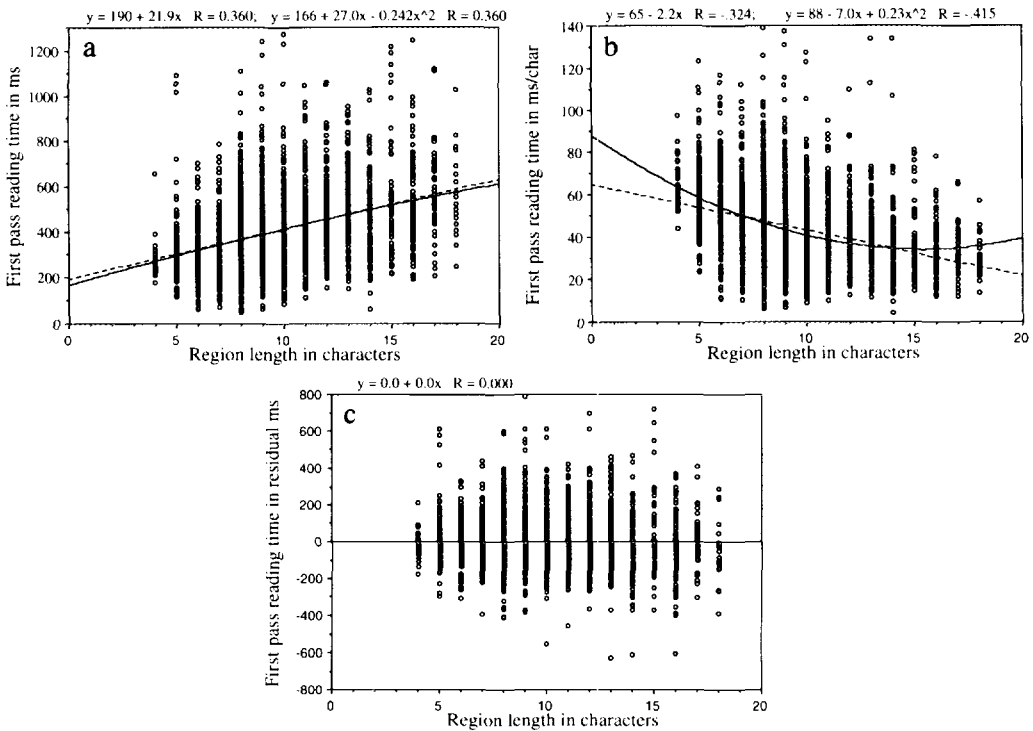 y = 190 + 21.9x R = 0.360; y = 166 + 27.0x - 0.242x^2 R = 0.360
a
First pass reading time in ms
1200
1000
800
600
400
200
0
0 5 10 15 20
Region length in characters
y = 65 - 2.2x R = -.324; y = 88 - 7.0x + 0.23x^2 R = -.415
b
First pass reading time in ms/char
140
120
100
80
60
40
20
0
0 5 10 15 20
Region length in characters
y = 0.0 + 0.0x R = 0.000
c
First pass reading time in residual ms
800
600
400
200
0
-200
-400
-600
-800
0 5 10 15 20
Region length in characters